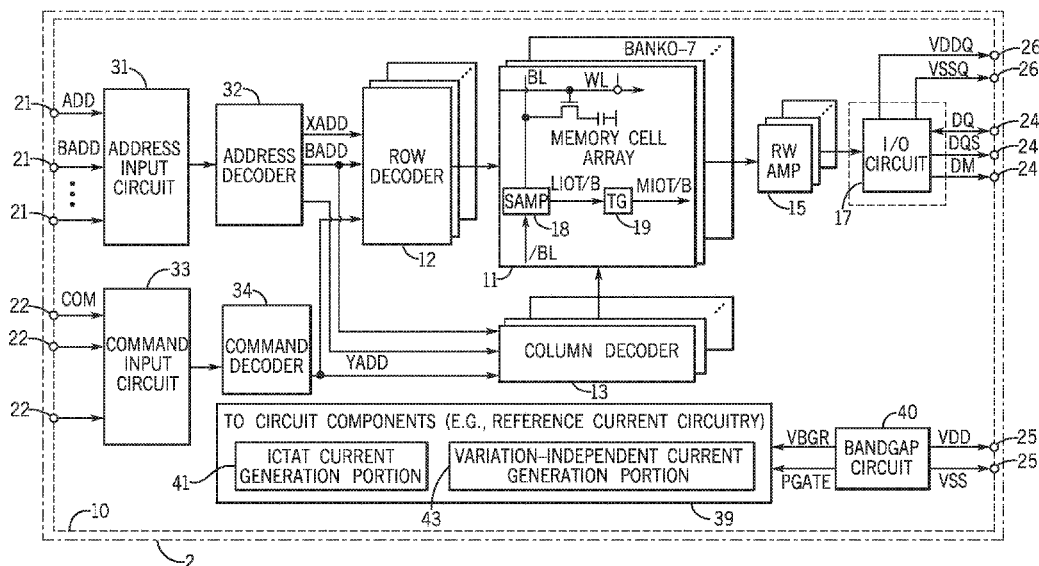 BANKO-7
VDDQ
26
VSSQ
26
31
32
BL
WL
21
ADD
XADD
21
BADD
BADD
ADDRESS
INPUT
CIRCUIT
ADDRESS
DECODER
ROW
DECODER
MEMORY CELL
ARRAY
RW
AMP
I/O
CIRCUIT
DQ
24
DQS
24
DM
24
21
SAMP
LIOT/B
TG
MIOT/B
18
19
15
17
12
/BL
11
33
34
22
COM
22
COMMAND
INPUT
CIRCUIT
COMMAND
DECODER
YADD
COLUMN DECODER
13
22
TO CIRCUIT COMPONENTS (E.G., REFERENCE CURRENT CIRCUITRY)
ICTAT CURRENT
GENERATION PORTION
41
VARIATION-INDEPENDENT CURRENT
GENERATION PORTION
43
39
40
VBGR
BANDGAP
CIRCUIT
VDD
25
PGATE
VSS
25
10
2